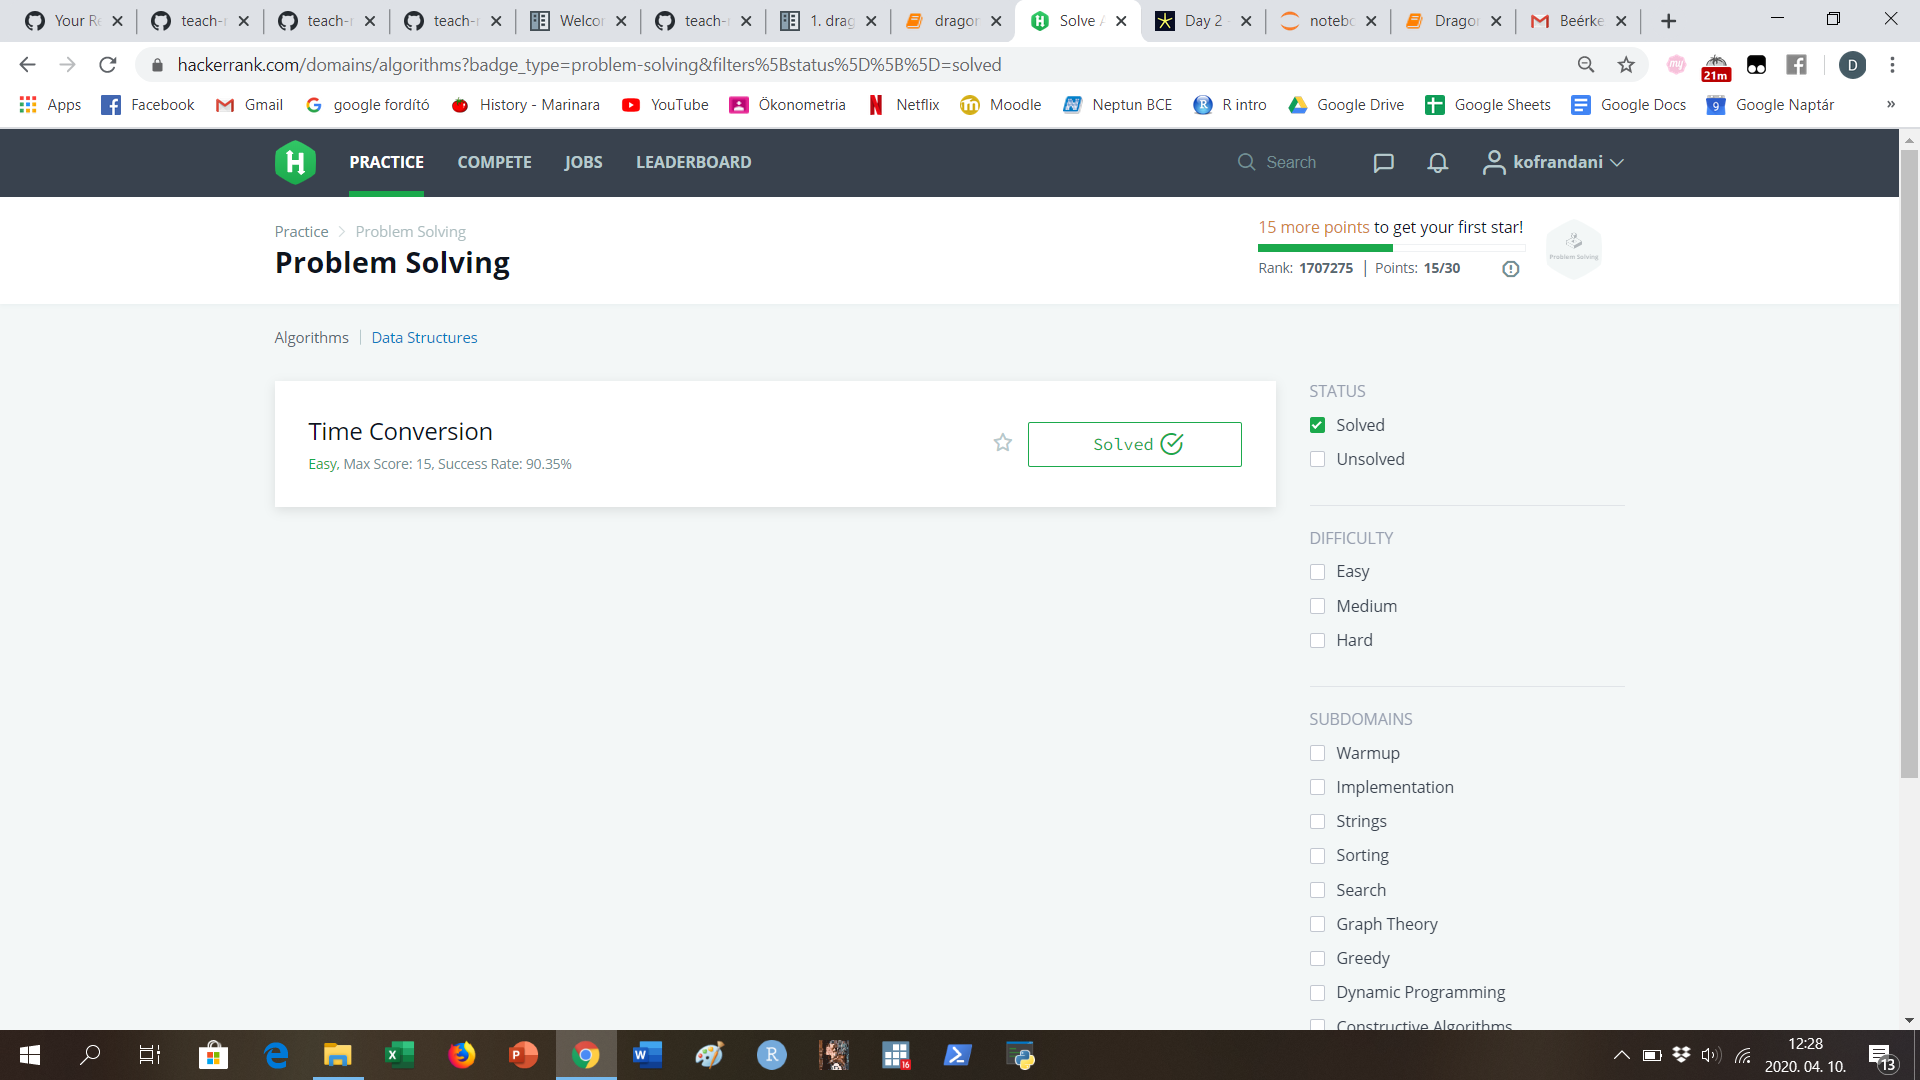 Your Re
teach-r
teach-r
teach-r
Welcor
teach-r
1. drag
dragor
Solve A
Day 2 -
notebo
Dragor
Beérke
hackerrank.com/domains/algorithms?badge_type=problem-solving&filters%5Bstatus%5D%5B%5D=solved
21m
D
Apps
Facebook
Gmail
google fordító
History - Marinara
YouTube
Ökonometria
Netflix
Moodle
Neptun BCE
R intro
Google Drive
Google Sheets
Google Docs
Google Naptár
»
PRACTICE
COMPETE
JOBS
LEADERBOARD
Search
kofrandani
Practice > Problem Solving
Problem Solving
15 more points to get your first star!
Rank: 1707275 | Points: 15/30
Problem Solving
Algorithms | Data Structures
Time Conversion
Easy, Max Score: 15, Success Rate: 90.35%
Solved
STATUS
Solved
Unsolved
DIFFICULTY
Easy
Medium
Hard
SUBDOMAINS
Warmup
Implementation
Strings
Sorting
Search
Graph Theory
Greedy
Dynamic Programming
Constructive Algorithms
12:28
2020. 04. 10.
13